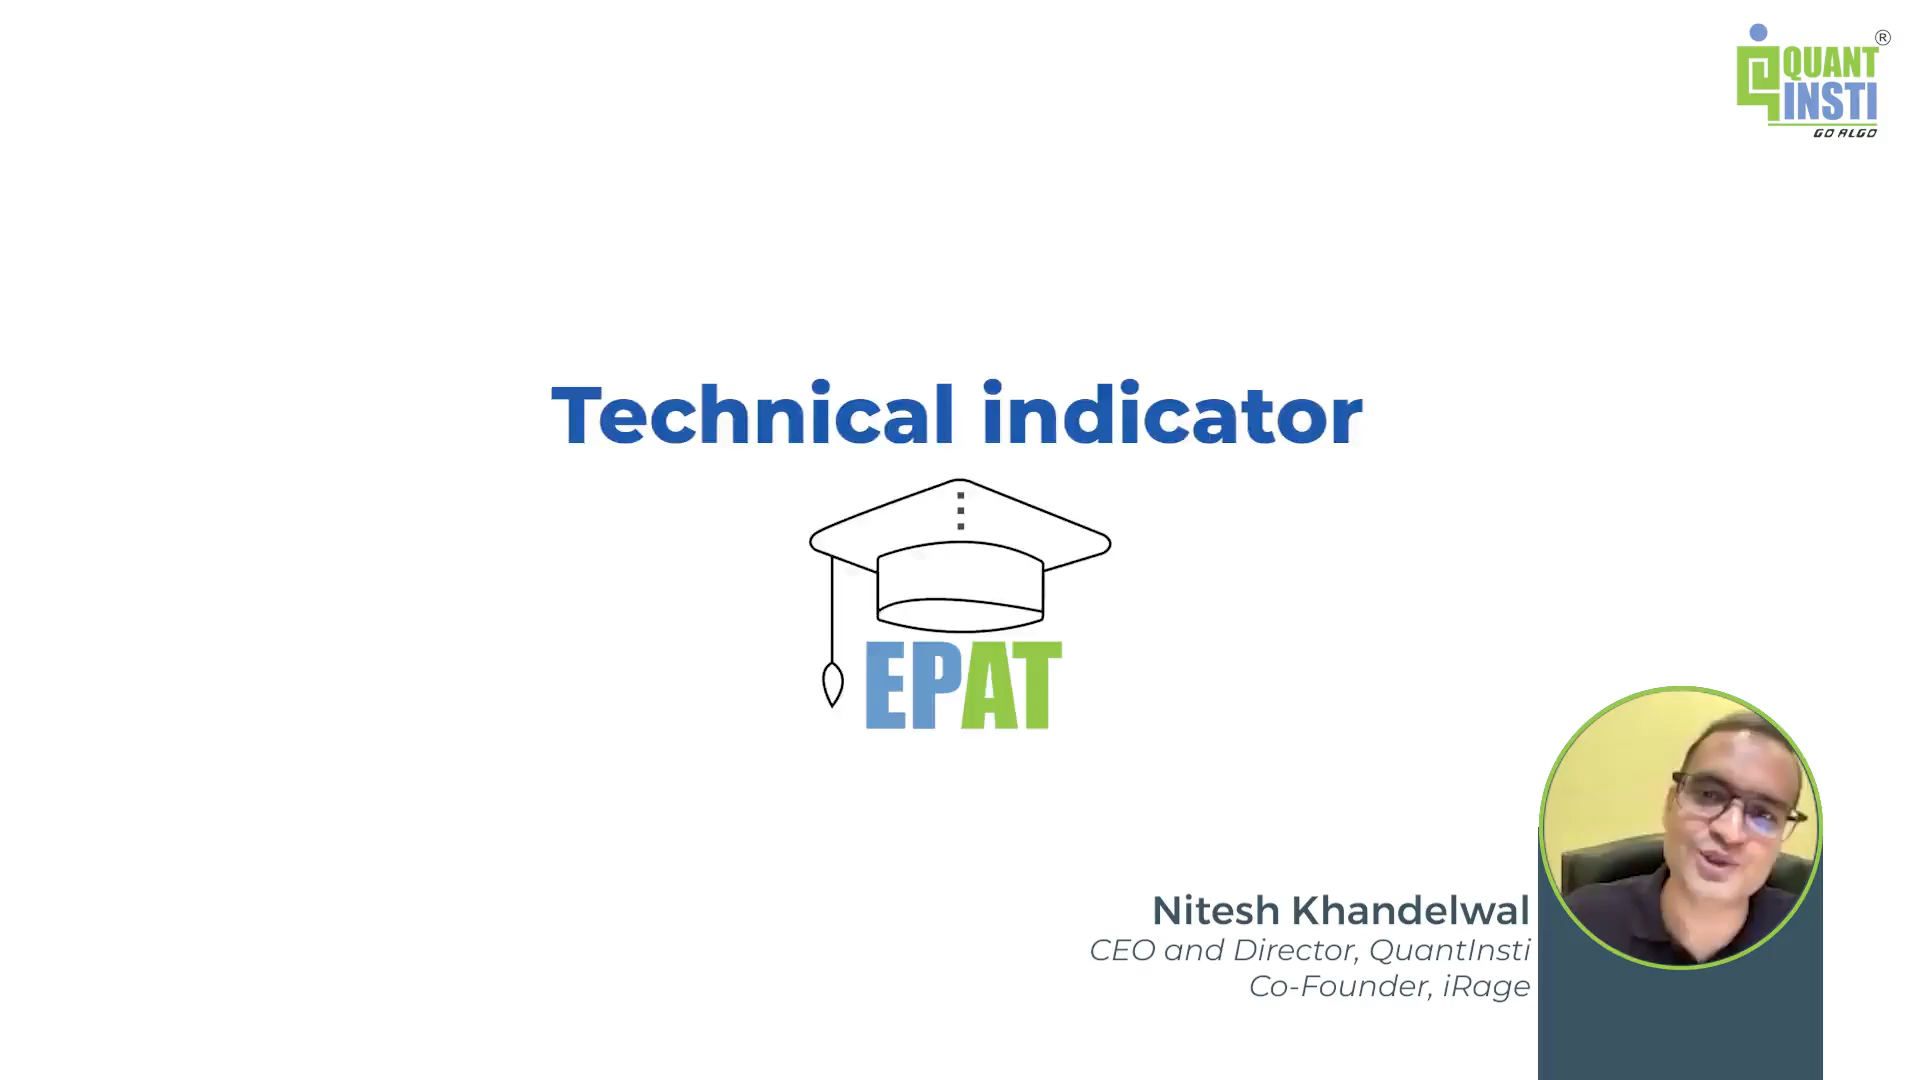 QUANT
INSTI
®
GO ALGO
Technical indicator
EPAT
Nitesh Khandelwal
CEO and Director, QuantInsti
Co-Founder, iRage